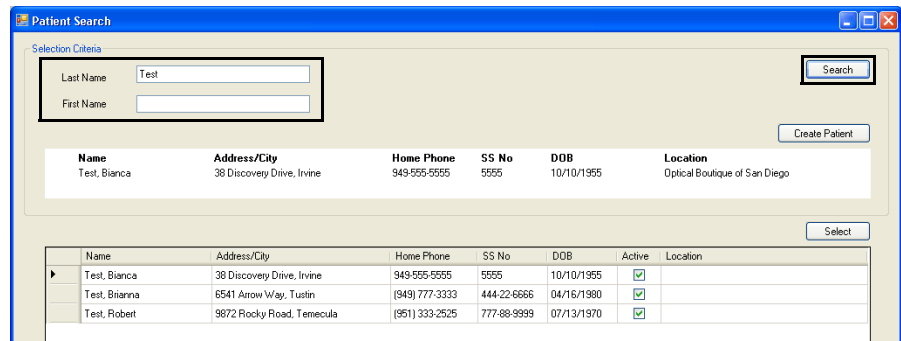 Patient Search
Selection Criteria
Last Name Test Search
First Name
Create Patient
Name Address/City Home Phone SS No DOB Location
Test, Bianca 38 Discovery Drive, Irvine 949-555-5555 5555 10/10/1955 Optical Boutique of San Diego
Select
Name Address/City Home Phone SS No DOB Active Location
Test, Bianca 38 Discovery Drive, Irvine 949-555-5555 5555 10/10/1955
Test, Brianna 6541 Arrow Way, Tustin (949) 777-3333 444-22-6666 04/16/1980
Test, Robert 9872 Rocky Road, Temecula (951) 333-2525 777-88-9999 07/13/1970